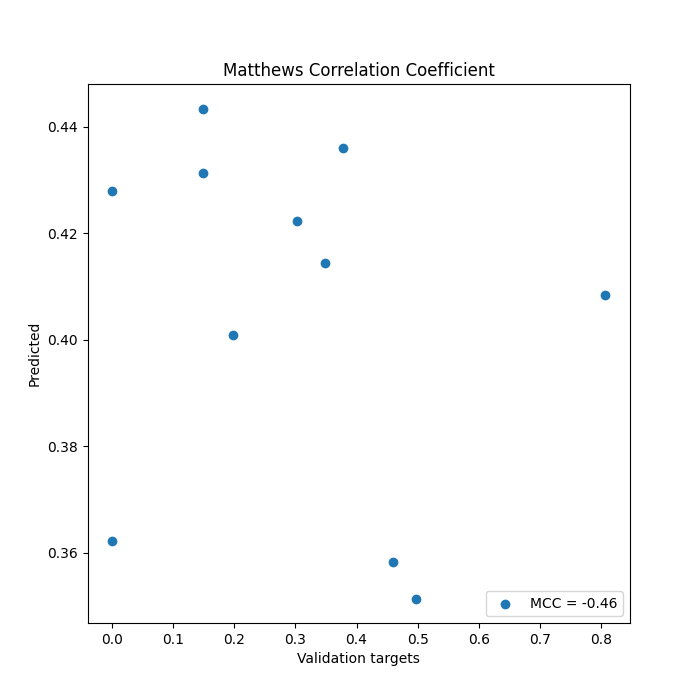 Matthews Correlation Coefficient
Predicted
0.44
0.42
0.40
0.38
0.36
MCC = -0.46
0.0 0.1 0.2 0.3 0.4 0.5 0.6 0.7 0.8
Validation targets